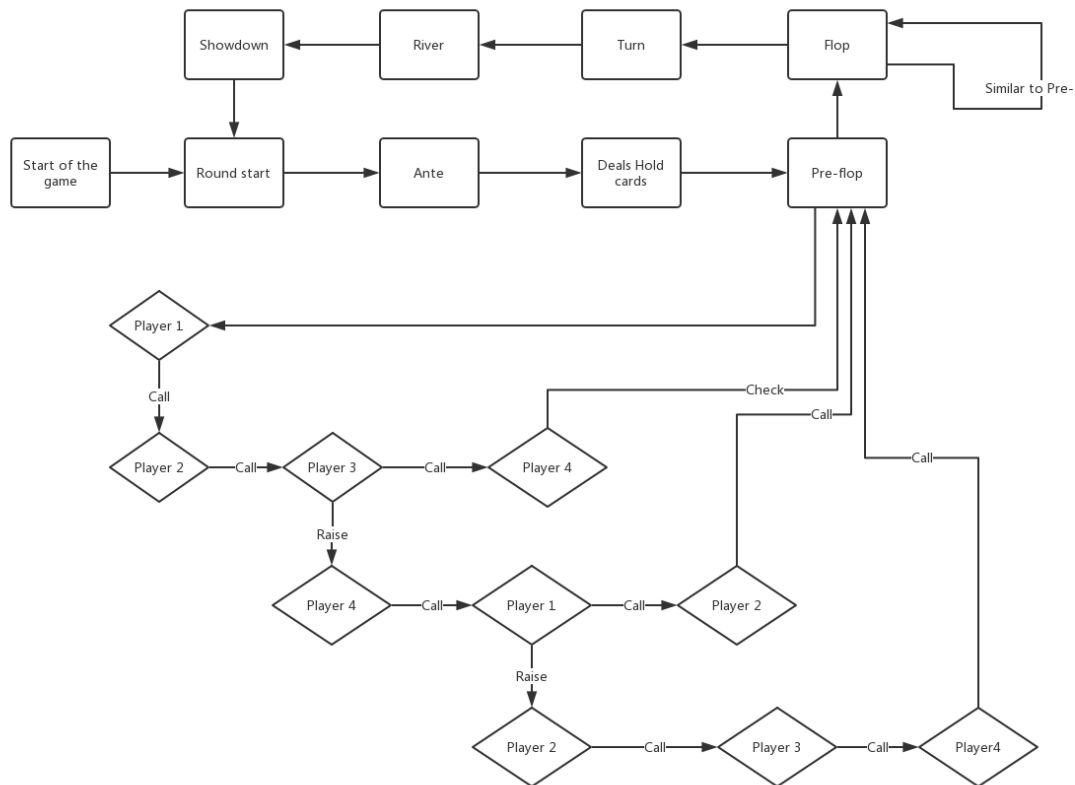 Showdown
River
Turn
Flop
Similar to Pre-
Start of the
game
Round start
Ante
Deals Hold
cards
Pre-flop
Player 1
Call
Check
Call
Player 2
Call
Player 3
Call
Player 4
Call
Raise
Player 4
Call
Player 1
Call
Player 2
Raise
Player 2
Call
Player 3
Call
Player4